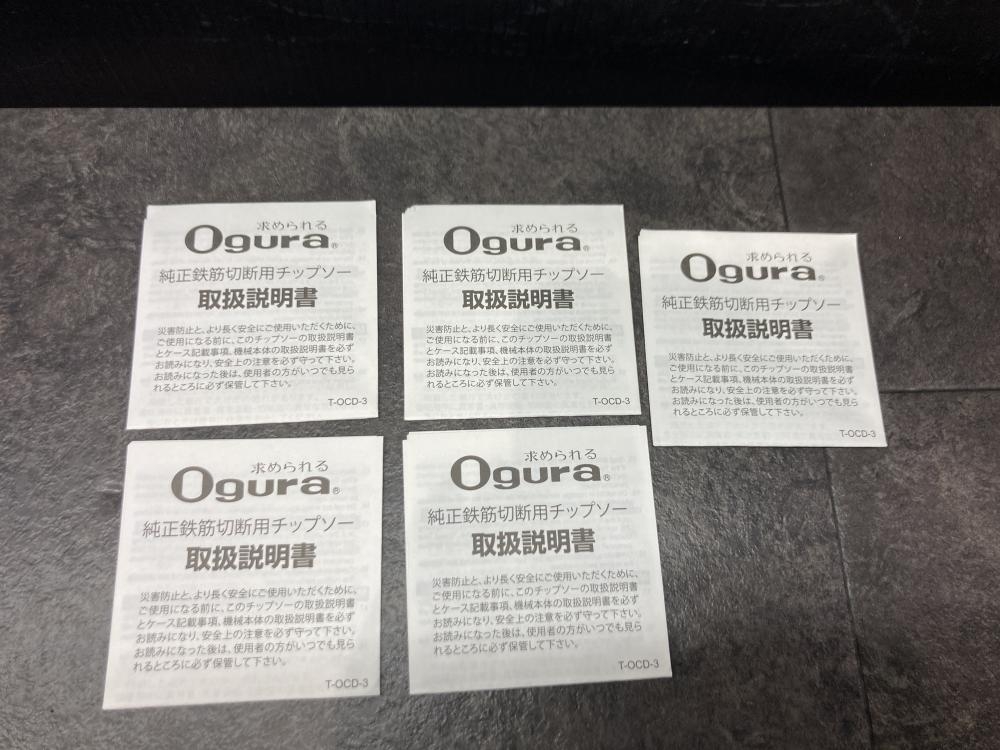 求められる
Ogura®
純正鉄筋切断用チップソー
取扱説明書
災害防止と、より長く安全にご使用いただくために、
ご使用になる前に、このチップソーの取扱説明書
とケース記載事項、機械本体の取扱説明書を必ず
お読みになり、安全上の注意を必ず守って下さい。
お読みになった後は、使用者の方がいつでも見ら
れるところに必ず保管して下さい。
T-OCD-3
求められる
Ogura®
純正鉄筋切断用チップソー
取扱説明書
災害防止と、より長く安全にご使用いただくために、
ご使用になる前に、このチップソーの取扱説明書
とケース記載事項、機械本体の取扱説明書を必ず
お読みになり、安全上の注意を必ず守って下さい。
お読みになった後は、使用者の方がいつでも見ら
れるところに必ず保管して下さい。
T-OCD-3
求められる
Ogura®
純正鉄筋切断用チップソー
取扱説明書
災害防止と、より長く安全にご使用いただくために、
ご使用になる前に、このチップソーの取扱説明書
とケース記載事項、機械本体の取扱説明書を必ず
お読みになり、安全上の注意を必ず守って下さい。
お読みになった後は、使用者の方がいつでも見ら
れるところに必ず保管して下さい。
T-OCD-3
求められる
Ogura®
純正鉄筋切断用チップソー
取扱説明書
災害防止と、より長く安全にご使用いただくために、
ご使用になる前に、このチップソーの取扱説明書
とケース記載事項、機械本体の取扱説明書を必ず
お読みになり、安全上の注意を必ず守って下さい。
お読みになった後は、使用者の方がいつでも見ら
れるところに必ず保管して下さい。
T-OCD-3
求められる
Ogura®
純正鉄筋切断用チップソー
取扱説明書
災害防止と、より長く安全にご使用いただくために、
ご使用になる前に、このチップソーの取扱説明書
とケース記載事項、機械本体の取扱説明書を必ず
お読みになり、安全上の注意を必ず守って下さい。
お読みになった後は、使用者の方がいつでも見ら
れるところに必ず保管して下さい。
T-OCD-3